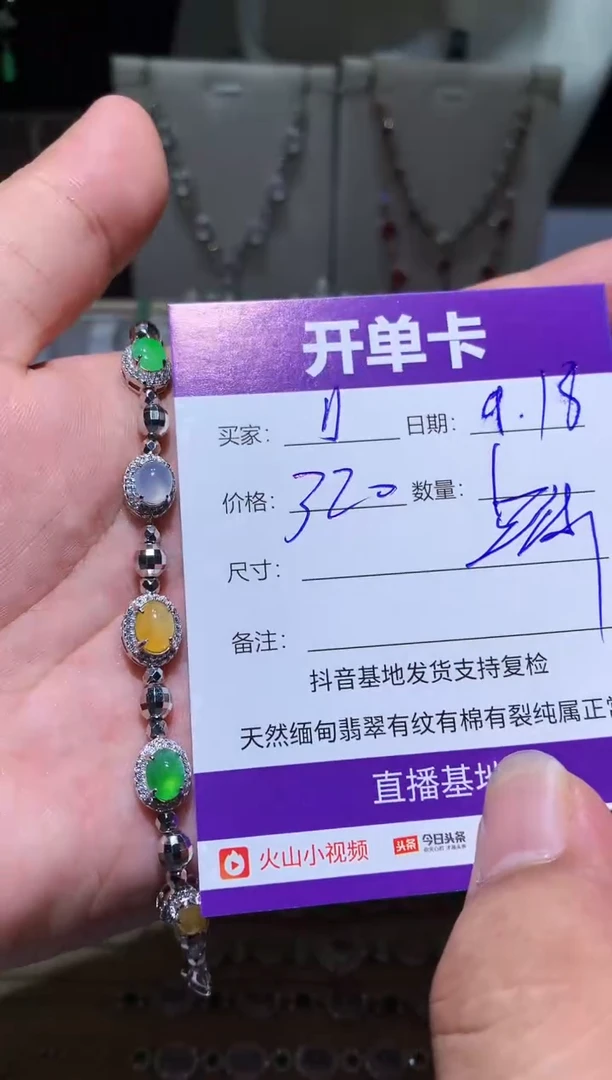 开单卡
买家： 日期：9.18
价格：320 数量：1
尺寸：
备注：
抖音基地发货支持复检
天然缅甸翡翠有纹有棉有裂纯属正常
直播基地
火山小视频 头条 今日头条